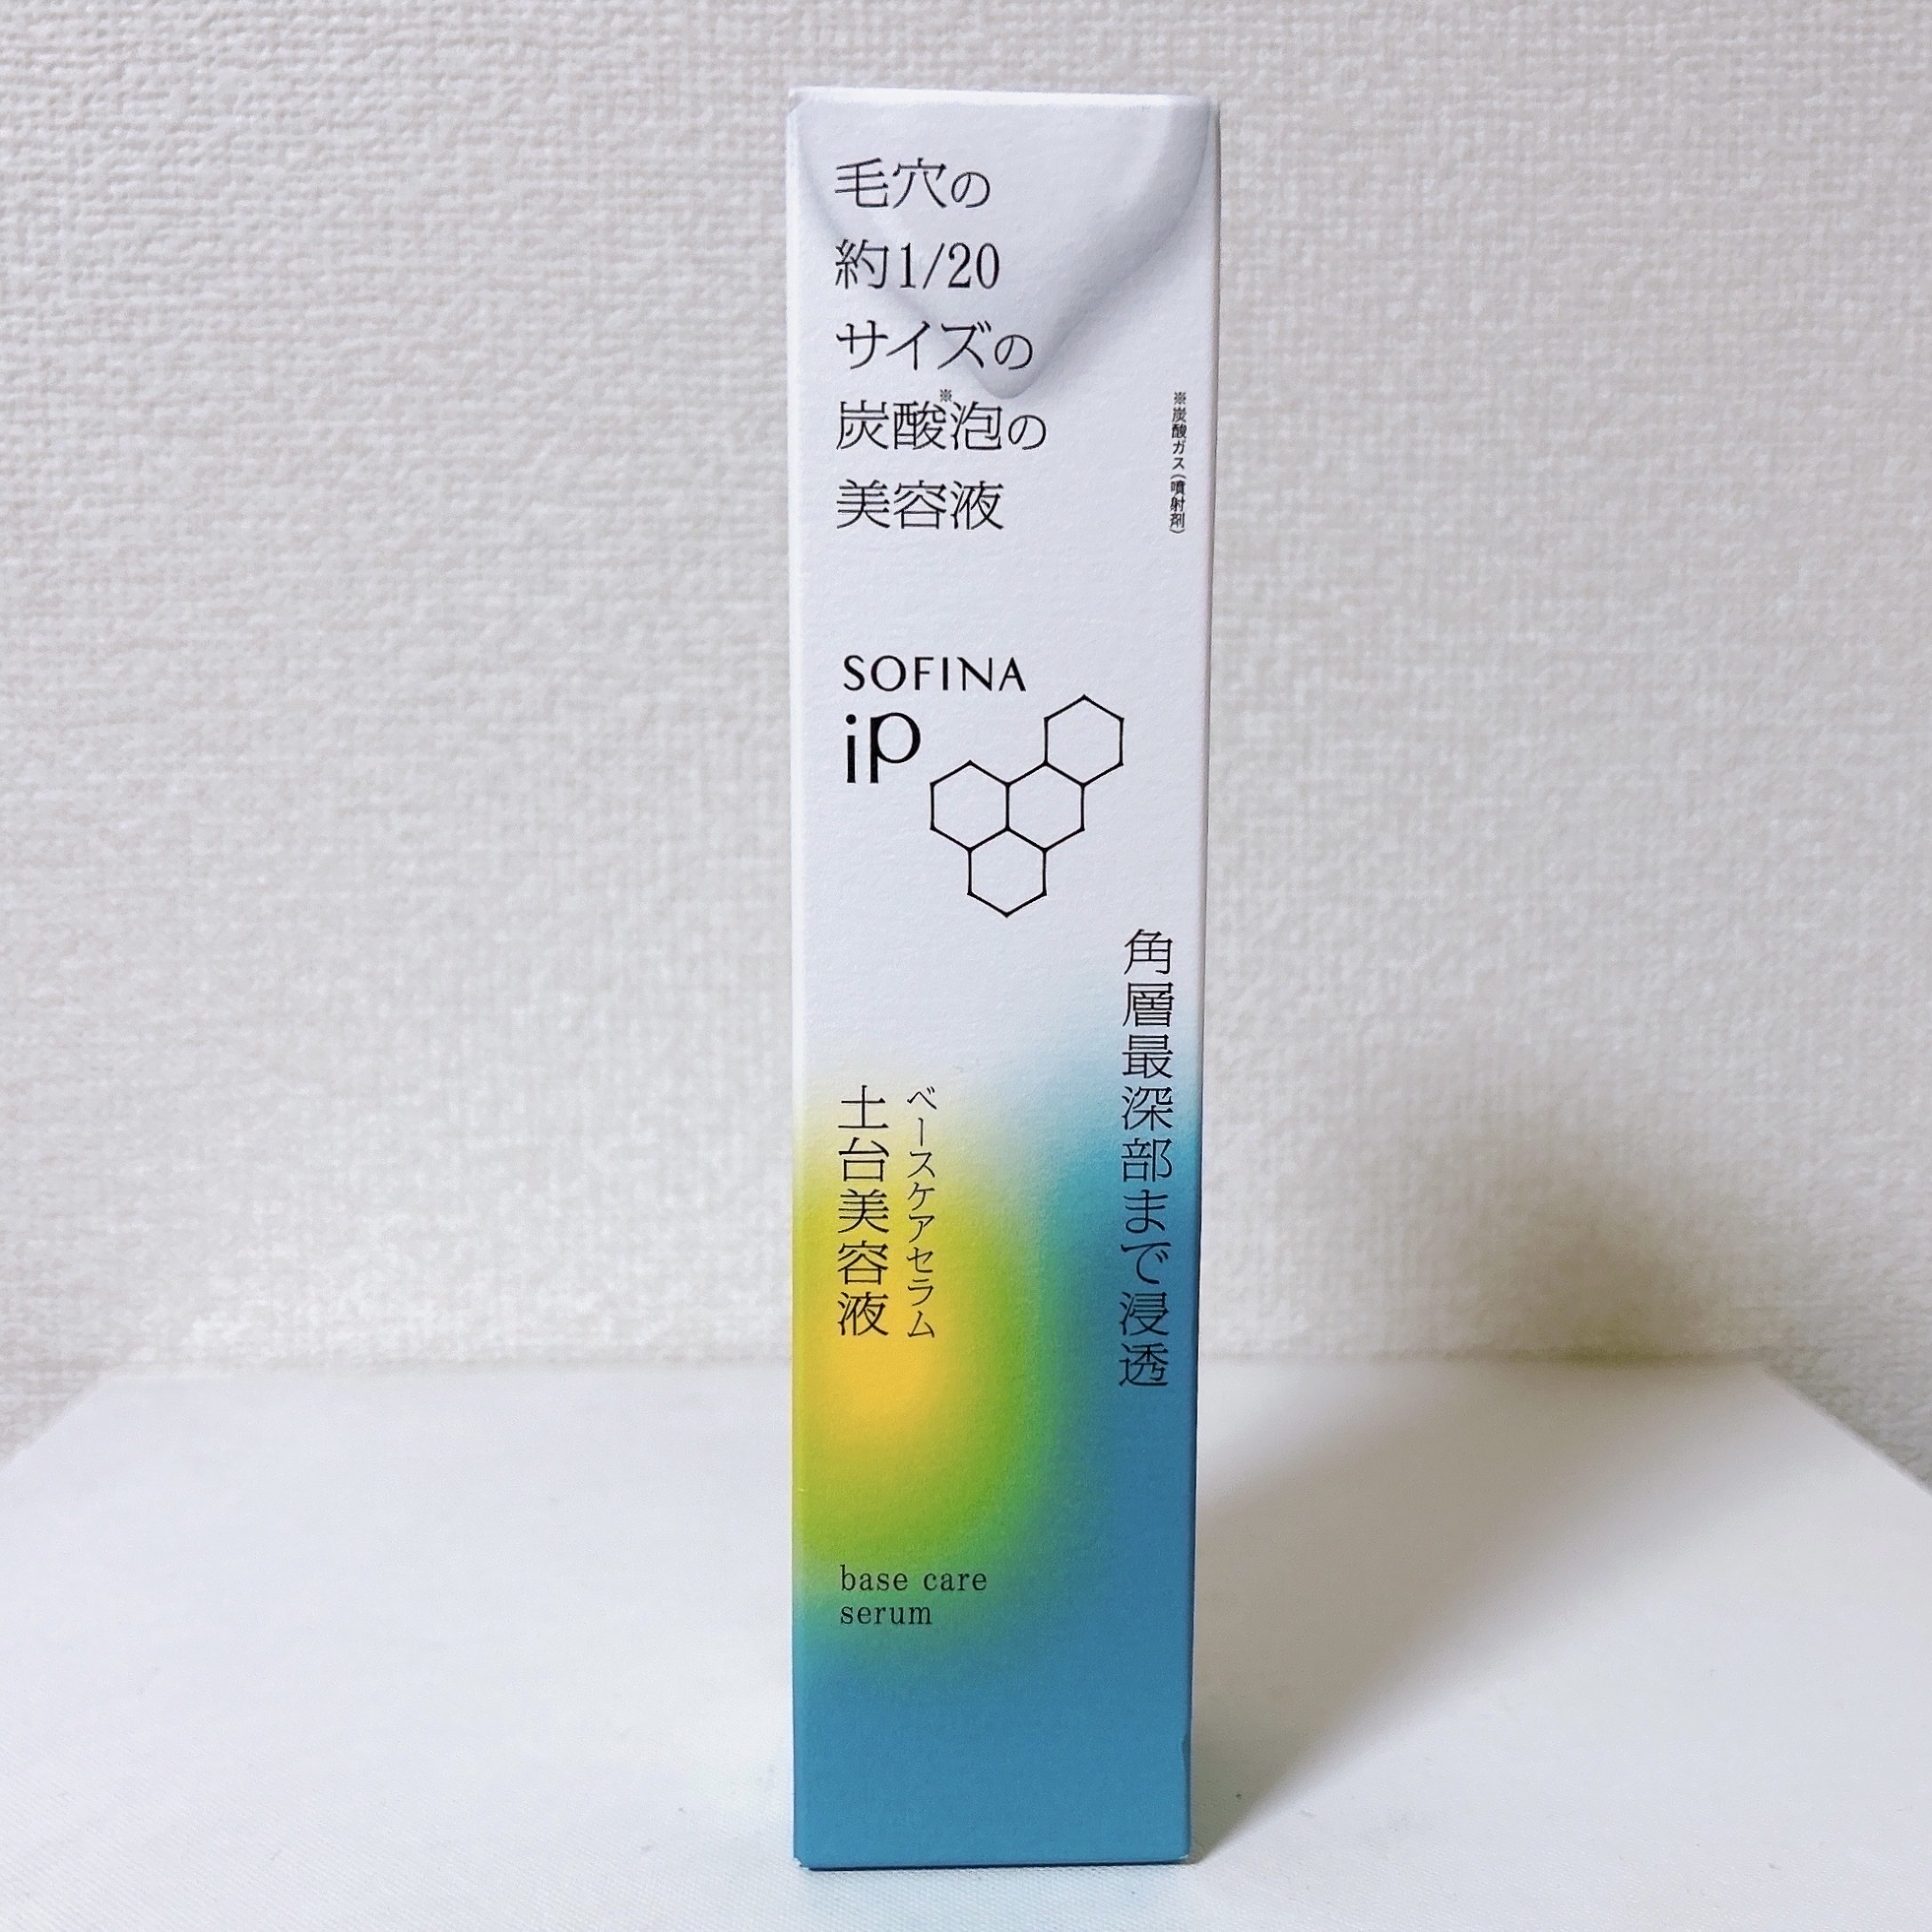 毛穴の
約1/20
サイズの
炭酸※泡の
美容液
※炭酸ガス(噴射剤)
SOFINA
iP
角層最深部まで浸透
ベースケアセラム
土台美容液
base care
serum